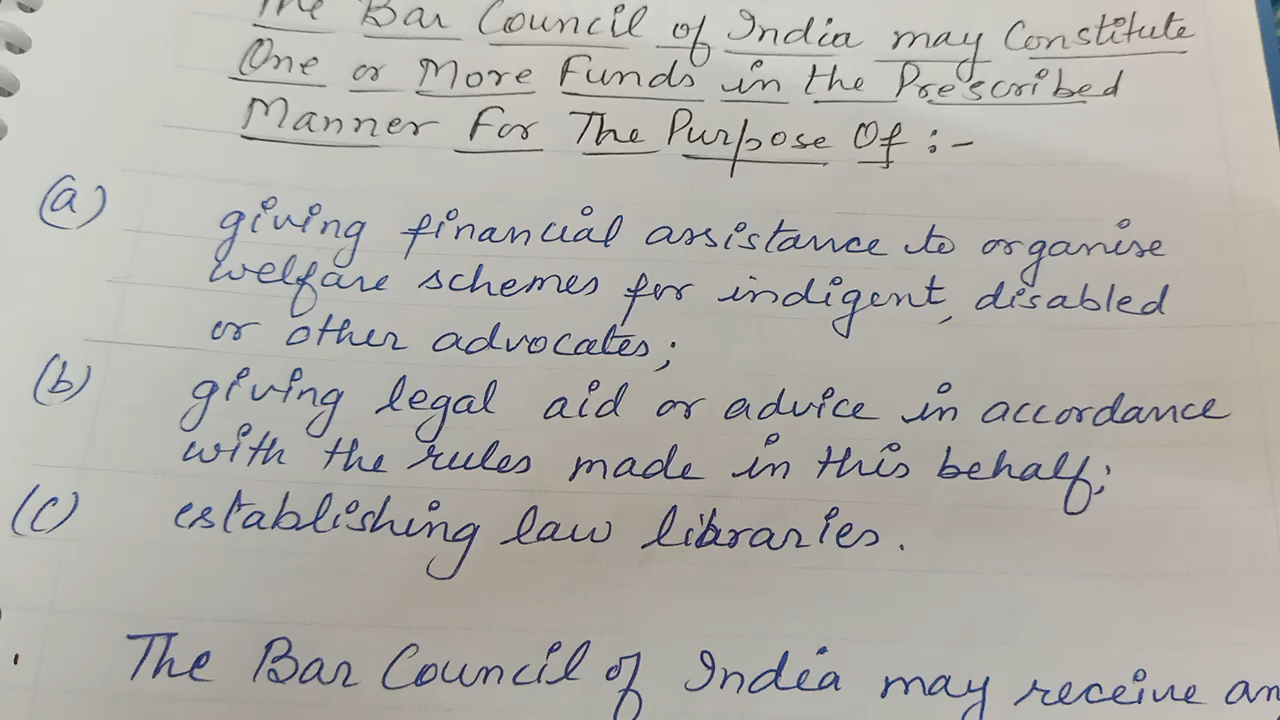 The Bar Council of India may Constitute
One or More Funds in the Prescribed
Manner For The Purpose Of :-
(a) giving financial assistance to organise
welfare schemes for indigent, disabled
or other advocates;
(b) giving legal aid or advice in accordance
with the rules made in this behalf;
(c) establishing law libraries.
The Bar Council of India may receive